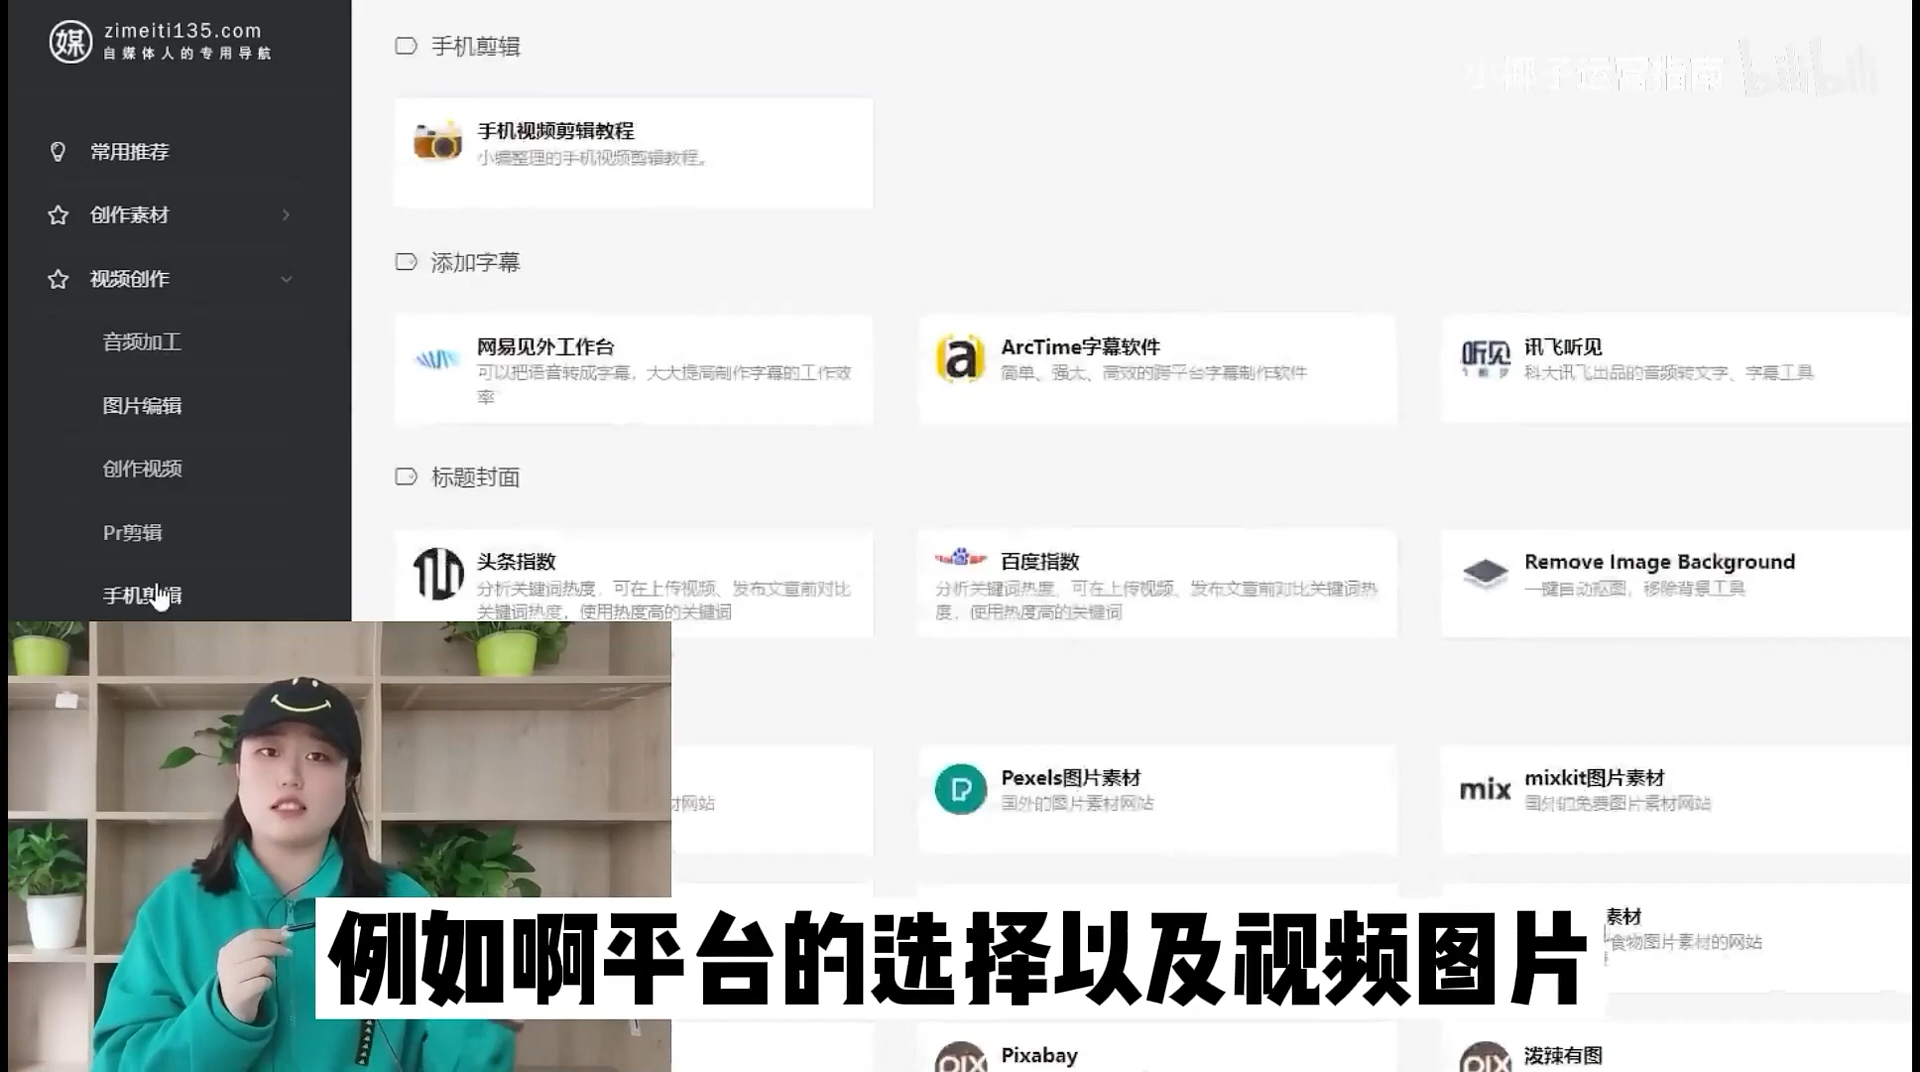 zimeiti135.com
自媒体人的专用导航
常用推荐
创作素材
视频创作
音频加工
图片编辑
创作视频
Pr剪辑
手机剪辑
小椰子运营指南 bilibili
手机剪辑
手机视频剪辑教程
小编整理的手机视频剪辑教程。
添加字幕
网易见外工作台
可以把语音转成字幕，大大提高制作字幕的工作效
率
ArcTime字幕软件
简单、强大、高效的跨平台字幕制作软件
听见
讯飞听见
科大讯飞出品的音频转文字、字幕工具
标题封面
头条指数
分析关键词热度，可在上传视频、发布文章前对比
关键词热度，使用热度高的关键词
百度指数
分析关键词热度，可在上传视频、发布文章前对比关键词热
度，使用热度高的关键词
Remove Image Background
一键自动抠图，移除背景工具
材网站
Pexels图片素材
国外的图片素材网站
mix
mixkit图片素材
国外的免费图片素材网站
素材
食物图片素材的网站
例如啊平台的选择以及视频图片
Pixabay
泼辣有图